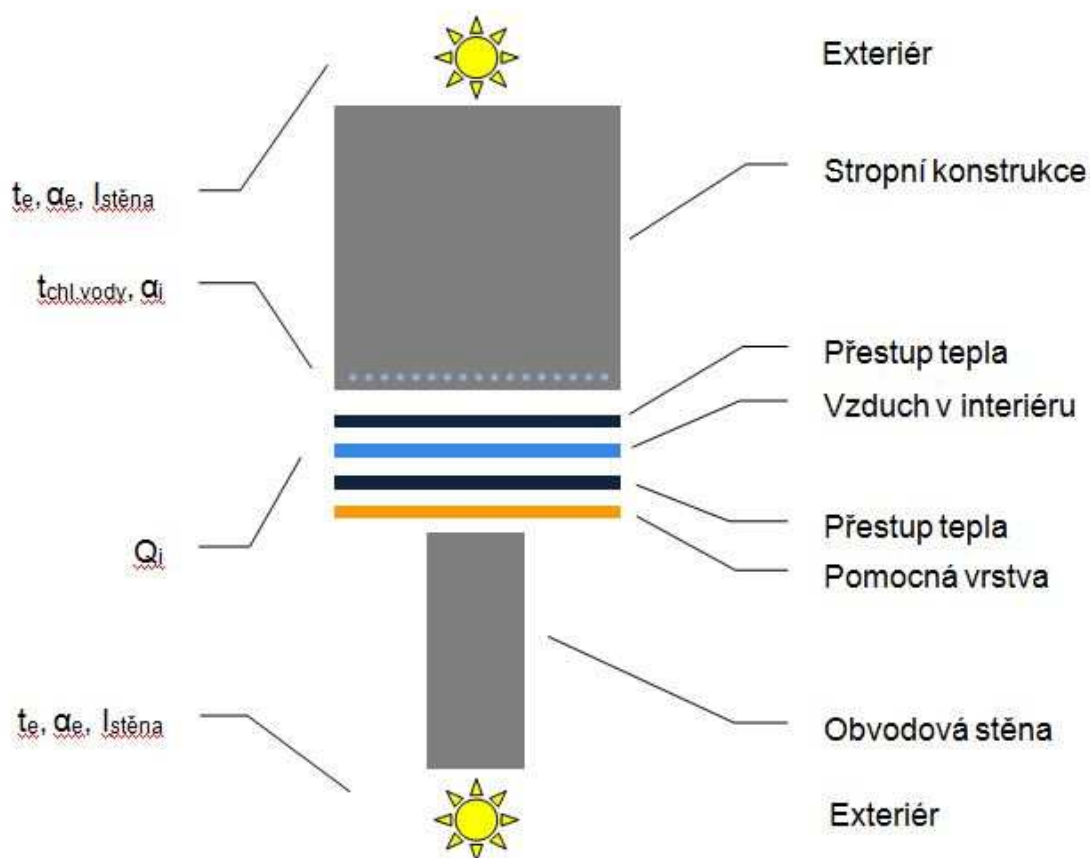 Exteriér
tₑ, αₑ, Iₛₜěₙₐ
Stropní konstrukce
t_chl.vody, αᵢ
Přestup tepla
Vzduch v interiéru
Qᵢ
Přestup tepla
Pomocná vrstva
tₑ, αₑ, Iₛₜěₙₐ
Obvodová stěna
Exteriér